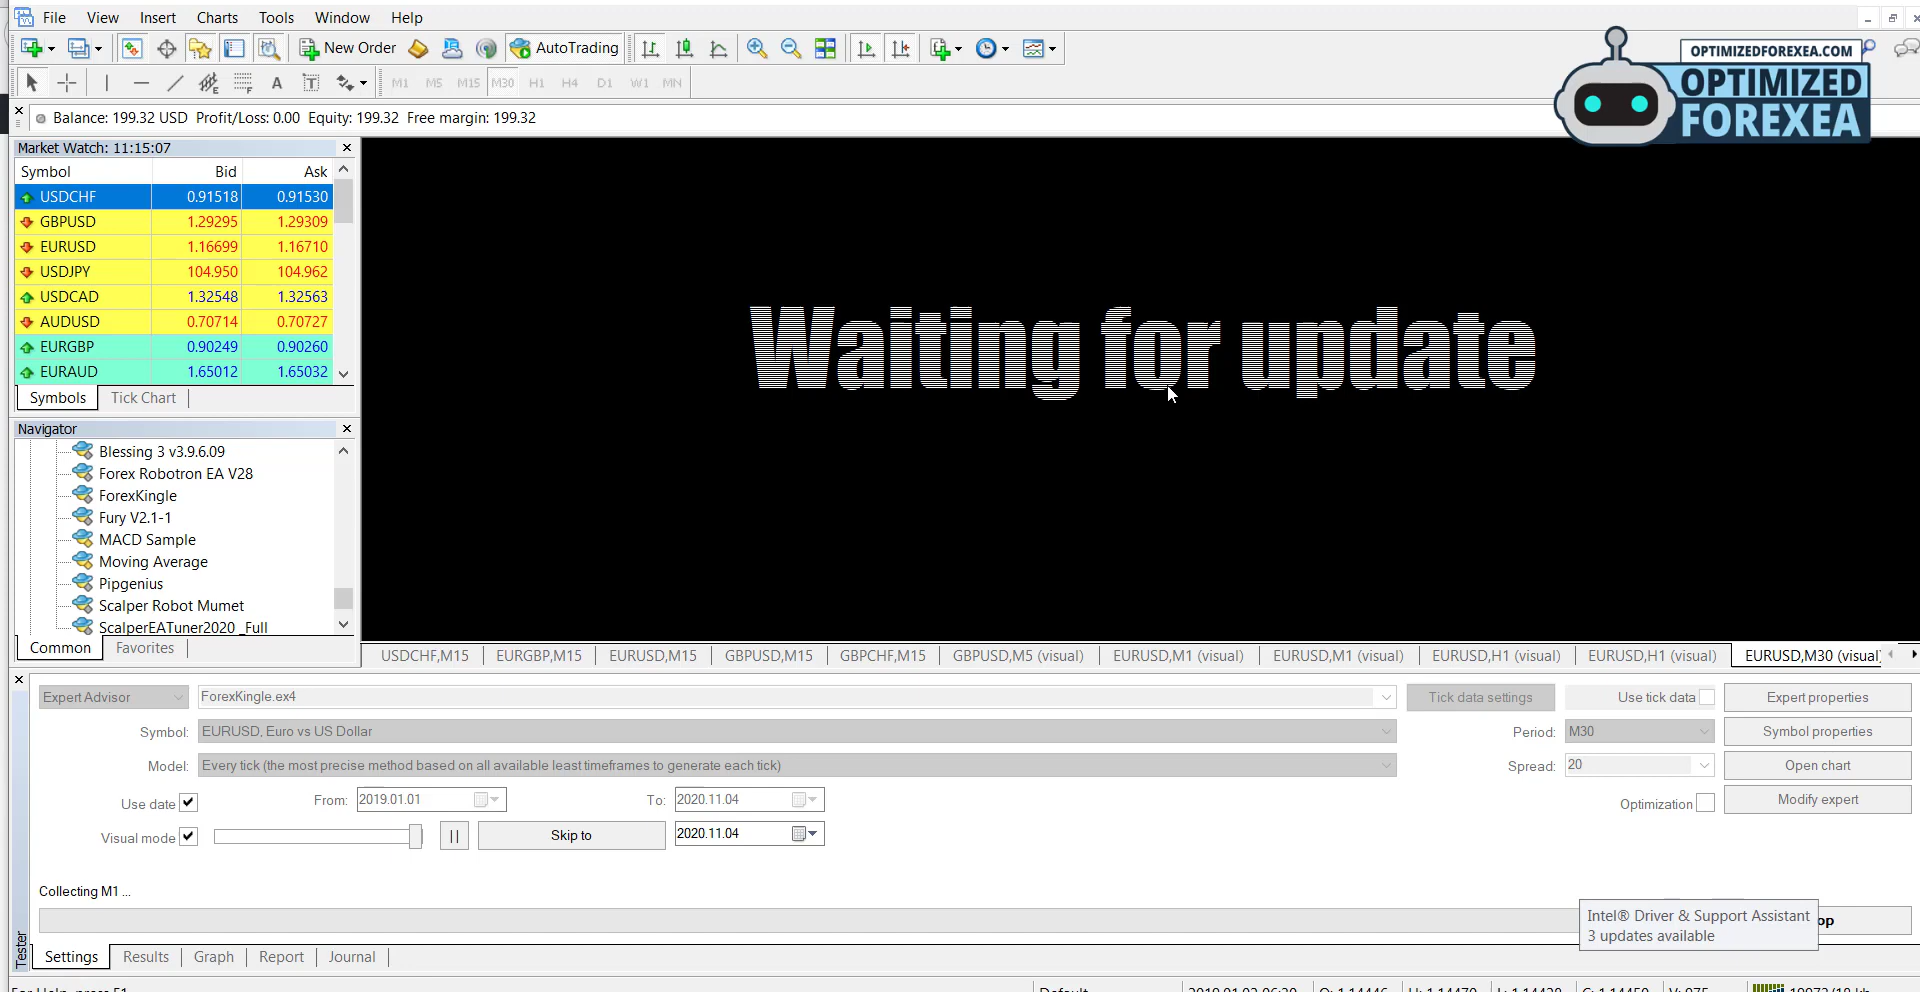 File View Insert Charts Tools Window Help
New Order AutoTrading
OPTIMIZEDFOREXEA.COM
OPTIMIZED
FOREXEA
A T
M1 M5 M15 M30 H1 H4 D1 W1 MN
Balance: 199.32 USD Profit/Loss: 0.00 Equity: 199.32 Free margin: 199.32
Market Watch: 11:15:07
Symbol Bid Ask
USDCHF 0.91518 0.91530
GBPUSD 1.29295 1.29309
EURUSD 1.16699 1.16710
USDJPY 104.950 104.962
USDCAD 1.32548 1.32563
AUDUSD 0.70714 0.70727
EURGBP 0.90249 0.90260
EURAUD 1.65012 1.65032
Symbols Tick Chart
Waiting for update
Navigator
Blessing 3 v3.9.6.09
Forex Robotron EA V28
ForexKingle
Fury V2.1-1
MACD Sample
Moving Average
Pipgenius
Scalper Robot Mumet
ScalperEATuner2020 _Full
Common Favorites
USDCHF,M15 EURGBP,M15 EURUSD,M15 GBPUSD,M15 GBPCHF,M15 GBPUSD,M5 (visual) EURUSD,M1 (visual) EURUSD,M1 (visual) EURUSD,H1 (visual) EURUSD,H1 (visual) EURUSD,M30 (visual)
Expert Advisor ForexKingle.ex4 Tick data settings Use tick data Expert properties
Symbol: EURUSD, Euro vs US Dollar Period: M30 Symbol properties
Model: Every tick (the most precise method based on all available least timeframes to generate each tick) Spread: 20 Open chart
Use date From: 2019.01.01 To: 2020.11.04 Optimization Modify expert
Visual mode Skip to 2020.11.04
Collecting M1 ...
Intel® Driver & Support Assistant
3 updates available
op
Tester
Settings Results Graph Report Journal
For Help, press F1 Default